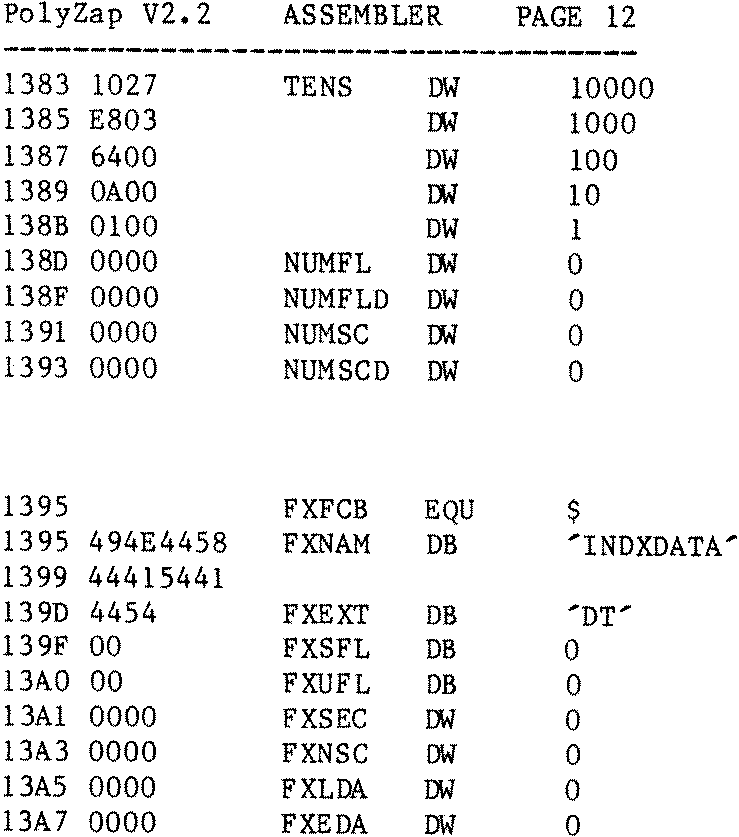 PolyZap V2.2 ASSEMBLER PAGE 12
1383 1027 TENS DW 10000
1385 E803 DW 1000
1387 6400 DW 100
1389 0A00 DW 10
138B 0100 DW 1
138D 0000 NUMFL DW 0
138F 0000 NUMFLD DW 0
1391 0000 NUMSC DW 0
1393 0000 NUMSCD DW 0
1395 FXFCB EQU $
1395 494E4458 FXNAM DB ´INDXDATA´
1399 44415441
139D 4454 FXEXT DB ´DT´
139F 00 FXSFL DB 0
13A0 00 FXUFL DB 0
13A1 0000 FXSEC DW 0
13A3 0000 FXNSC DW 0
13A5 0000 FXLDA DW 0
13A7 0000 FXEDA DW 0